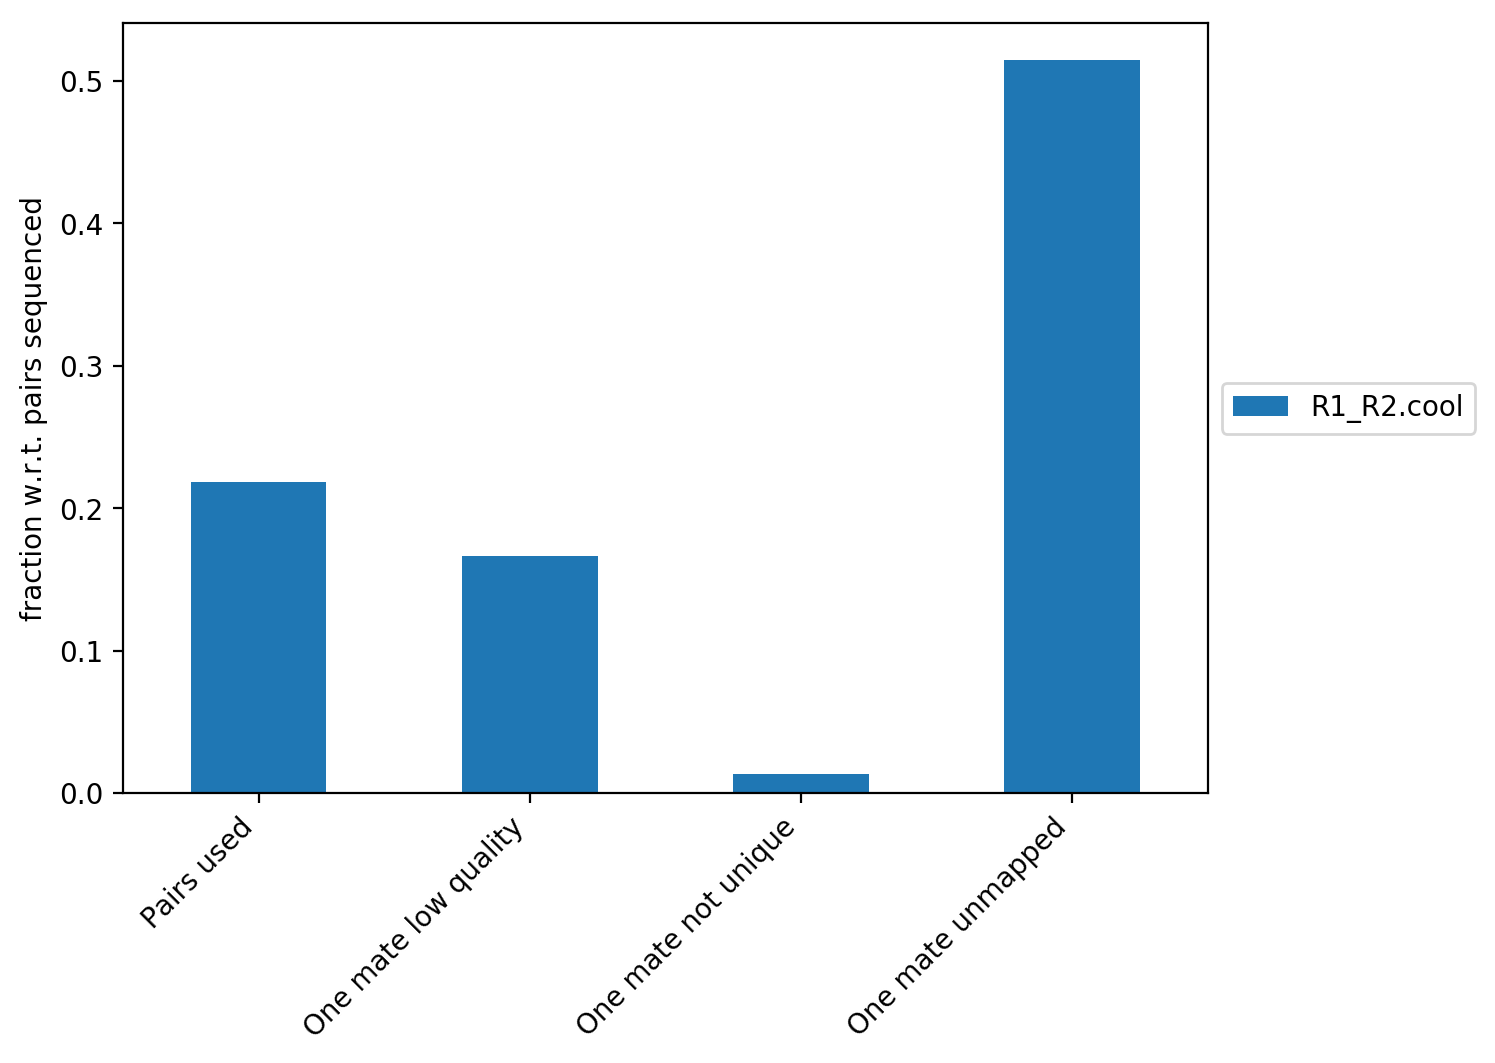 fraction w.r.t. pairs sequenced
0.5
0.4
0.3
0.2
0.1
0.0
Pairs used
One mate low quality
One mate not unique
One mate unmapped
R1_R2.cool